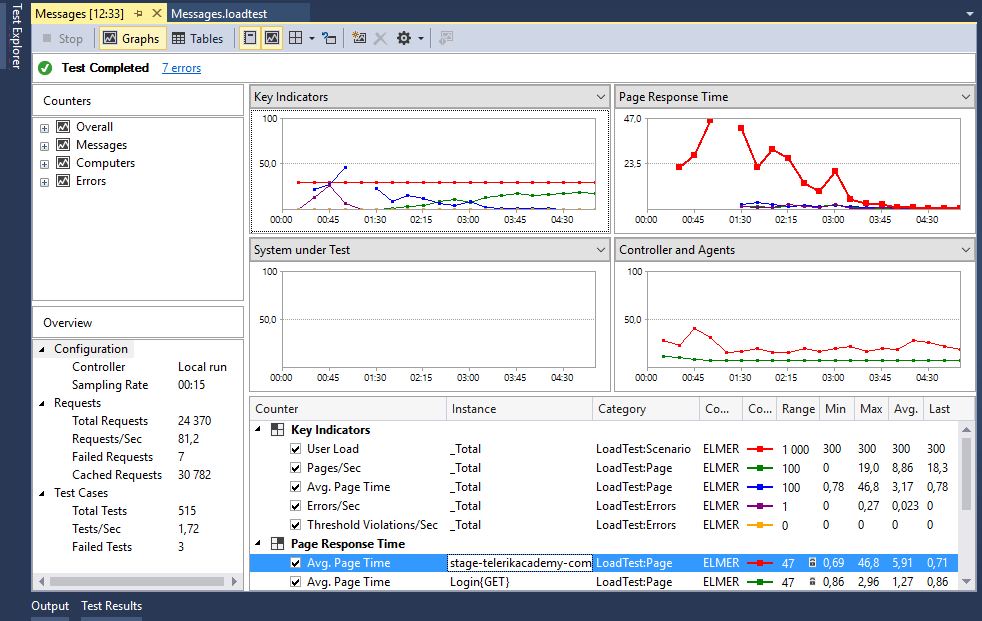 Test Explorer
Messages [12:33] Messages.loadtest
Stop Graphs Tables
Test Completed 7 errors
Counters
Overall
Messages
Computers
Errors
Overview
Configuration
Controller Local run
Sampling Rate 00:15
Requests
Total Requests 24 370
Requests/Sec 81,2
Failed Requests 7
Cached Requests 30 782
Test Cases
Total Tests 515
Tests/Sec 1,72
Failed Tests 3
Key Indicators
100
50,0
00:00 00:45 01:30 02:15 03:00 03:45 04:30
Page Response Time
47,0
23,5
00:00 00:45 01:30 02:15 03:00 03:45 04:30
System under Test
100
50,0
00:00 00:45 01:30 02:15 03:00 03:45 04:30
Controller and Agents
100
50,0
00:00 00:45 01:30 02:15 03:00 03:45 04:30
Counter Instance Category Co... Co... Range Min Max Avg. Last
Key Indicators
User Load _Total LoadTest:Scenario ELMER 1 000 300 300 300 300
Pages/Sec _Total LoadTest:Page ELMER 100 0 19,0 8,86 18,3
Avg. Page Time _Total LoadTest:Page ELMER 100 0,78 46,8 3,17 0,78
Errors/Sec _Total LoadTest:Errors ELMER 1 0 0,27 0,023 0
Threshold Violations/Sec _Total LoadTest:Errors ELMER 0 0 0 0 0
Page Response Time
Avg. Page Time stage-telerikacademy-com LoadTest:Page ELMER 47 0,69 46,8 5,91 0,71
Avg. Page Time Login{GET} LoadTest:Page ELMER 47 0,86 2,96 1,27 0,86
Output Test Results